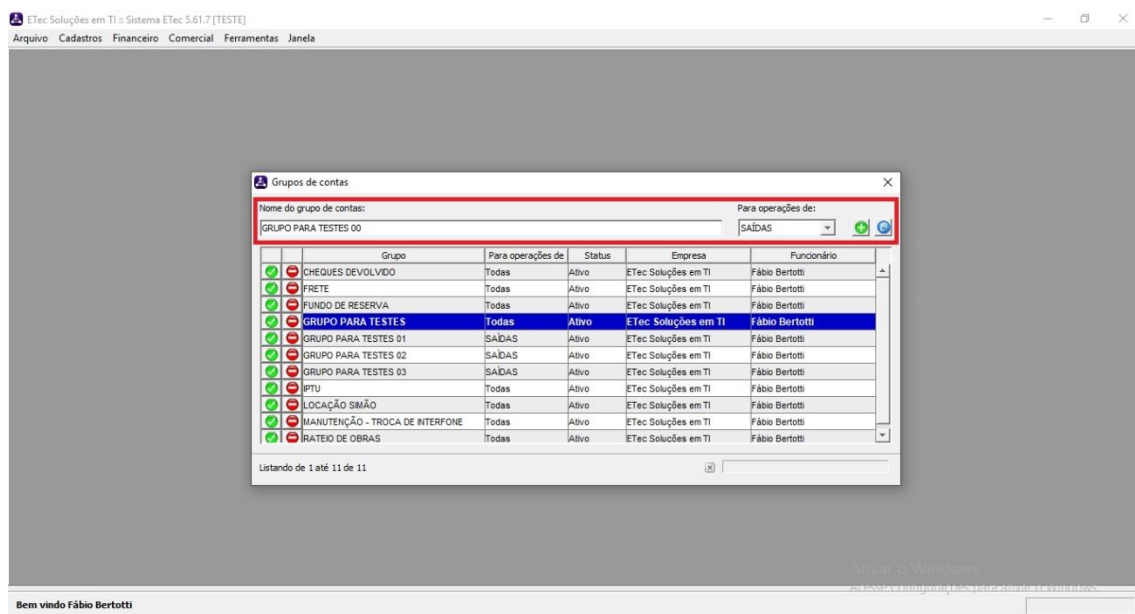 ETec Soluções em TI :: Sistema ETec 5.61.7 [TESTE]
Arquivo Cadastros Financeiro Comercial Ferramentas Janela
Grupos de contas
Nome do grupo de contas: Para operações de:
GRUPO PARA TESTES 00 SAÍDAS
Grupo Para operações de Status Empresa Funcionário
CHEQUES DEVOLVIDO Todas Ativo ETec Soluções em TI Fábio Bertotti
FRETE Todas Ativo ETec Soluções em TI Fábio Bertotti
FUNDO DE RESERVA Todas Ativo ETec Soluções em TI Fábio Bertotti
GRUPO PARA TESTES Todas Ativo ETec Soluções em TI Fábio Bertotti
GRUPO PARA TESTES 01 SAÍDAS Ativo ETec Soluções em TI Fábio Bertotti
GRUPO PARA TESTES 02 SAÍDAS Ativo ETec Soluções em TI Fábio Bertotti
GRUPO PARA TESTES 03 SAÍDAS Ativo ETec Soluções em TI Fábio Bertotti
IPTU Todas Ativo ETec Soluções em TI Fábio Bertotti
LOCAÇÃO SIMÃO Todas Ativo ETec Soluções em TI Fábio Bertotti
MANUTENÇÃO - TROCA DE INTERFONE Todas Ativo ETec Soluções em TI Fábio Bertotti
RATEIO DE OBRAS Todas Ativo ETec Soluções em TI Fábio Bertotti
Listando de 1 até 11 de 11
Ativar o Windows
Acesse Configurações para ativar o Windows.
Bem vindo Fábio Bertotti